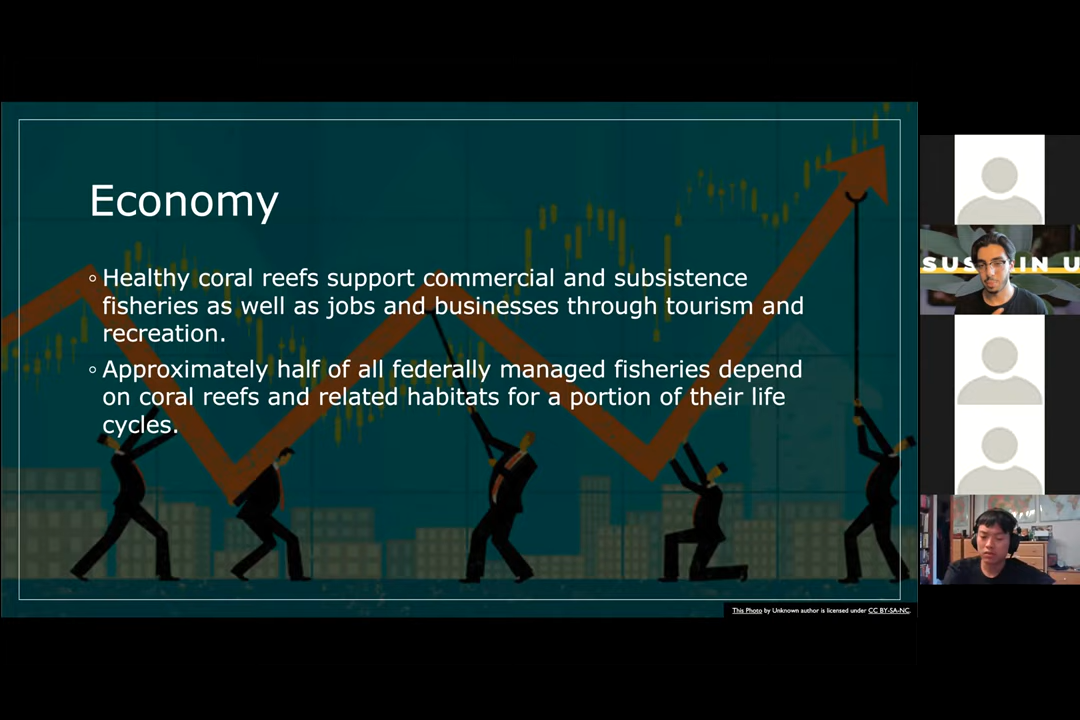 Economy
◦ Healthy coral reefs support commercial and subsistence
fisheries as well as jobs and businesses through tourism and
recreation.
◦ Approximately half of all federally managed fisheries depend
on coral reefs and related habitats for a portion of their life
cycles.
This Photo by Unknown author is licensed under CC BY-SA-NC.
IN U